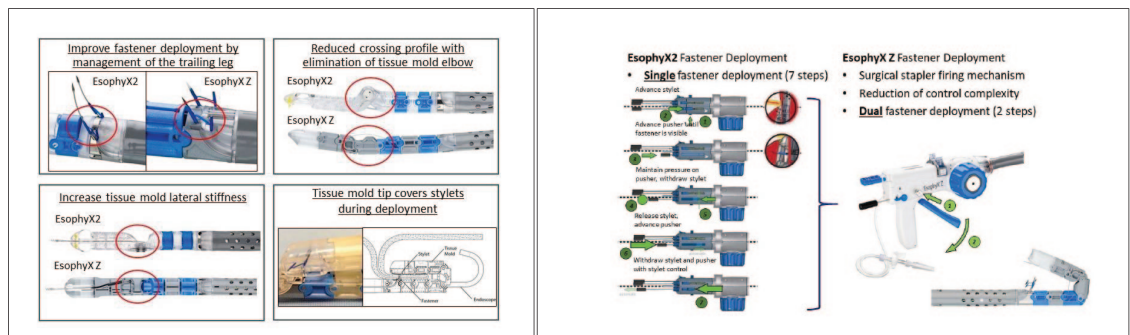 Improve fastener deployment by
management of the trailing leg
EsophyX2
EsophyX Z
Reduced crossing profile with
elimination of tissue mold elbow
EsophyX2
EsophyX Z
Increase tissue mold lateral stiffness
EsophyX2
EsophyX Z
Tissue mold tip covers stylets
during deployment
Stylet
Tissue
Mold
Fastener
Endoscope
EsophyX2 Fastener Deployment
• Single fastener deployment (7 steps)
Advance stylet
Advance pusher until
fastener is visible
Maintain pressure on
pusher, withdraw stylet
Release stylet,
advance pusher
Withdraw stylet and pusher
with stylet control
EsophyX Z Fastener Deployment
• Surgical stapler firing mechanism
• Reduction of control complexity
• Dual fastener deployment (2 steps)
EsophyX Z
1
2